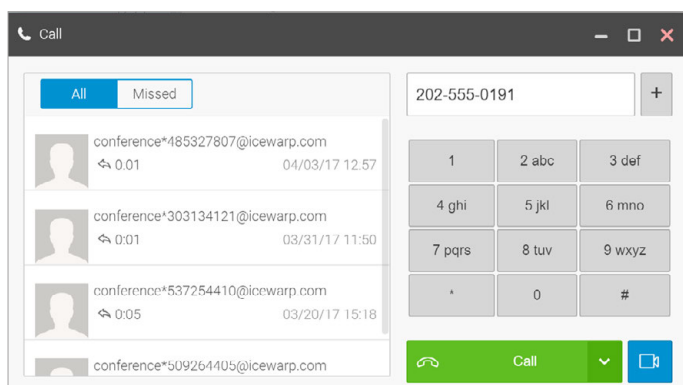 Call
All Missed
conference*485327807@icewarp.com
0:01 04/03/17 12:57
conference*303134121@icewarp.com
0:01 03/31/17 11:50
conference*537254410@icewarp.com
0:05 03/20/17 15:18
conference*509264405@icewarp.com
202-555-0191 +
1 2 abc 3 def
4 ghi 5 jkl 6 mno
7 pqrs 8 tuv 9 wxyz
* 0 #
Call